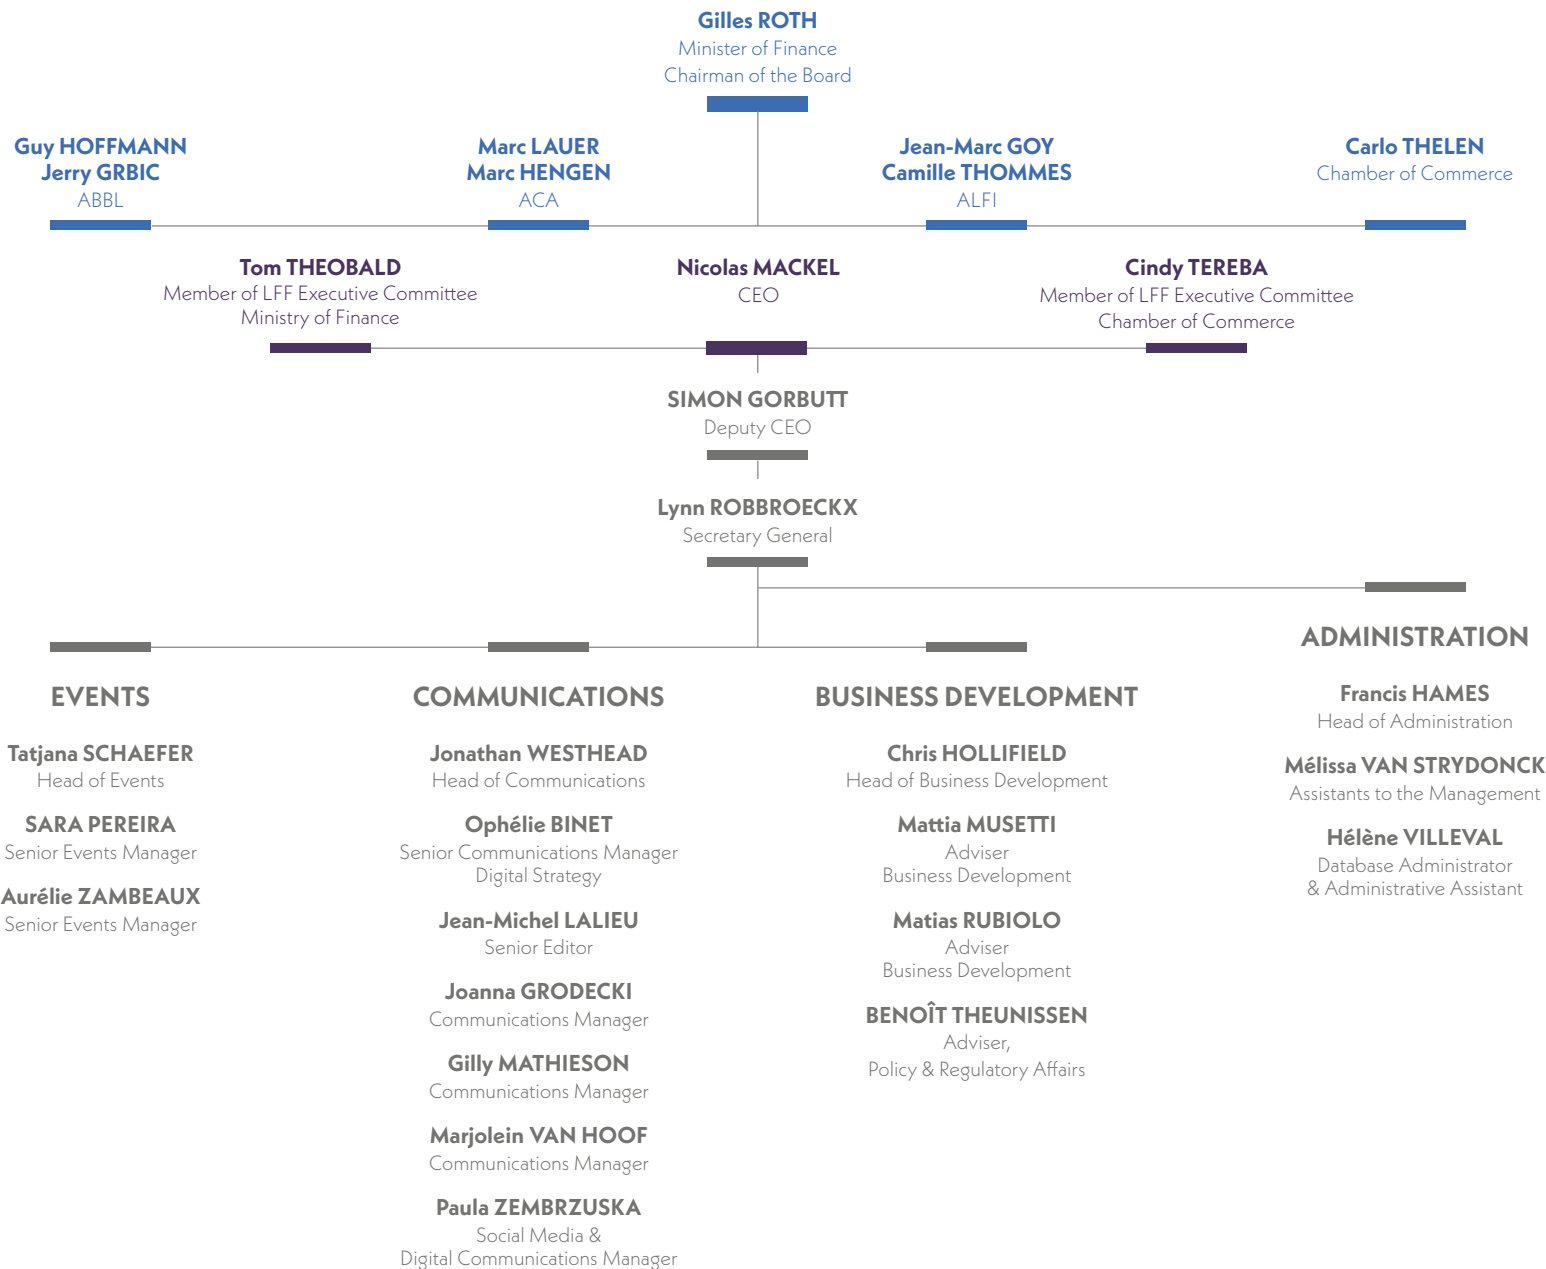 Gilles ROTH
Minister of Finance
Chairman of the Board
Guy HOFFMANN
Jerry GRBIC
ABBL
Marc LAUER
Marc HENGEN
ACA
Jean-Marc GOY
Camille THOMMES
ALFI
Carlo THELEN
Chamber of Commerce
Tom THEOBALD
Member of LFF Executive Committee
Ministry of Finance
Nicolas MACKEL
CEO
Cindy TEREBA
Member of LFF Executive Committee
Chamber of Commerce
SIMON GORBUTT
Deputy CEO
Lynn ROBBROECKX
Secretary General
EVENTS
Tatjana SCHAEFER
Head of Events
SARA PEREIRA
Senior Events Manager
Aurélie ZAMBEAUX
Senior Events Manager
COMMUNICATIONS
Jonathan WESTHEAD
Head of Communications
Ophélie BINET
Senior Communications Manager
Digital Strategy
Jean-Michel LALIEU
Senior Editor
Joanna GRODECKI
Communications Manager
Gilly MATHIESON
Communications Manager
Marjolein VAN HOOF
Communications Manager
Paula ZEMBRZUSKA
Social Media &
Digital Communications Manager
BUSINESS DEVELOPMENT
Chris HOLLIFIELD
Head of Business Development
Mattia MUSETTI
Adviser
Business Development
Matias RUBIOLO
Adviser
Business Development
BENOÎT THEUNISSEN
Adviser,
Policy & Regulatory Affairs
ADMINISTRATION
Francis HAMES
Head of Administration
Mélissa VAN STRYDONCK
Assistants to the Management
Hélène VILLEVAL
Database Administrator
& Administrative Assistant